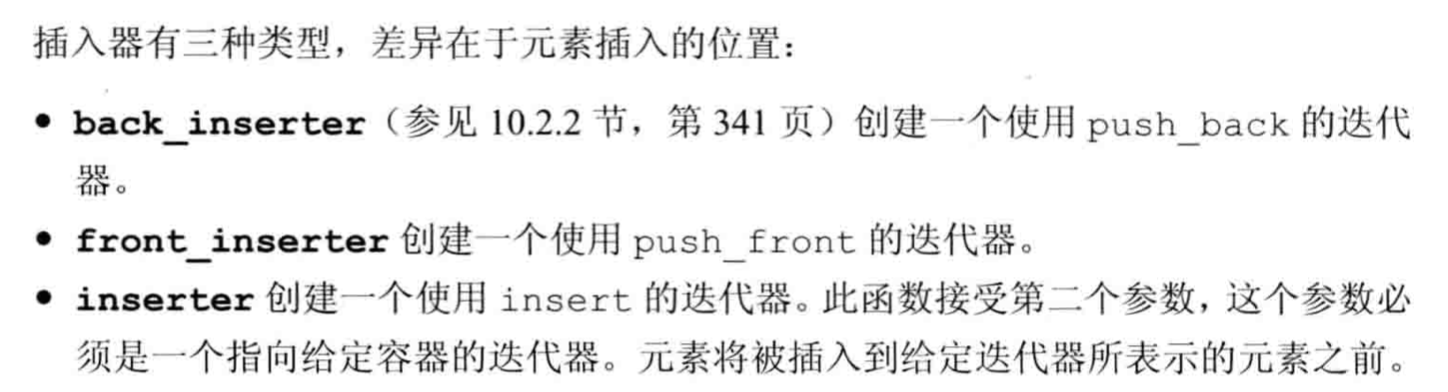 插入器有三种类型，差异在于元素插入的位置：
• back_inserter（参见 10.2.2 节，第 341 页）创建一个使用 push_back 的迭代
器。
• front_inserter 创建一个使用 push_front 的迭代器。
• inserter 创建一个使用 insert 的迭代器。此函数接受第二个参数，这个参数必
须是一个指向给定容器的迭代器。元素将被插入到给定迭代器所表示的元素之前。